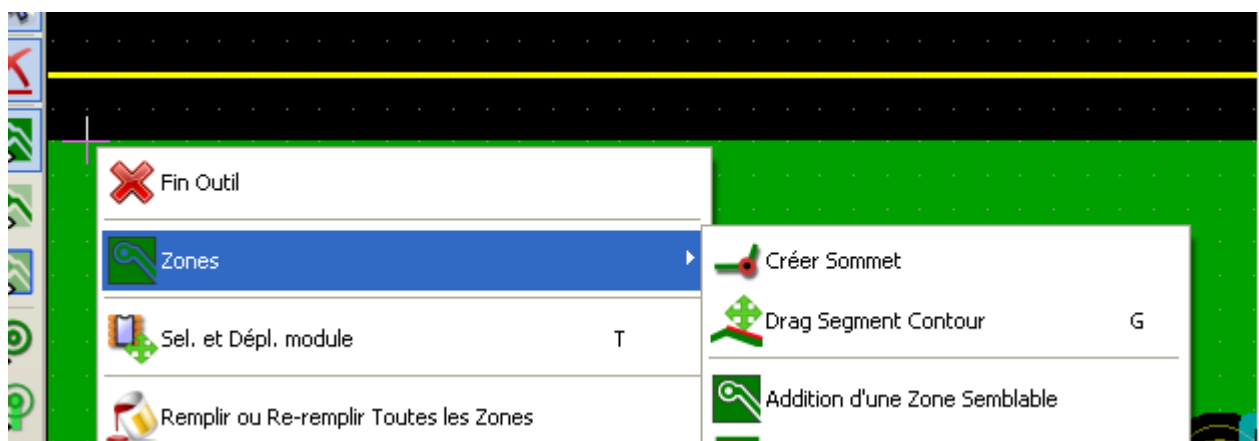 Fin Outil
Zones
Créer Sommet
Drag Segment Contour G
Sel. et Dépl. module T
Addition d'une Zone Semblable
Remplir ou Re-remplir Toutes les Zones